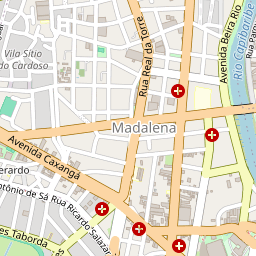 Vila Sítio
do Cardoso
Rua Real da Torre
Avenida Beira Rio
Rio Capibaribe
Madalena
Avenida Caxangá
erardo
ntônio de Sá
Rua Ricardo Salazar
es Taborda